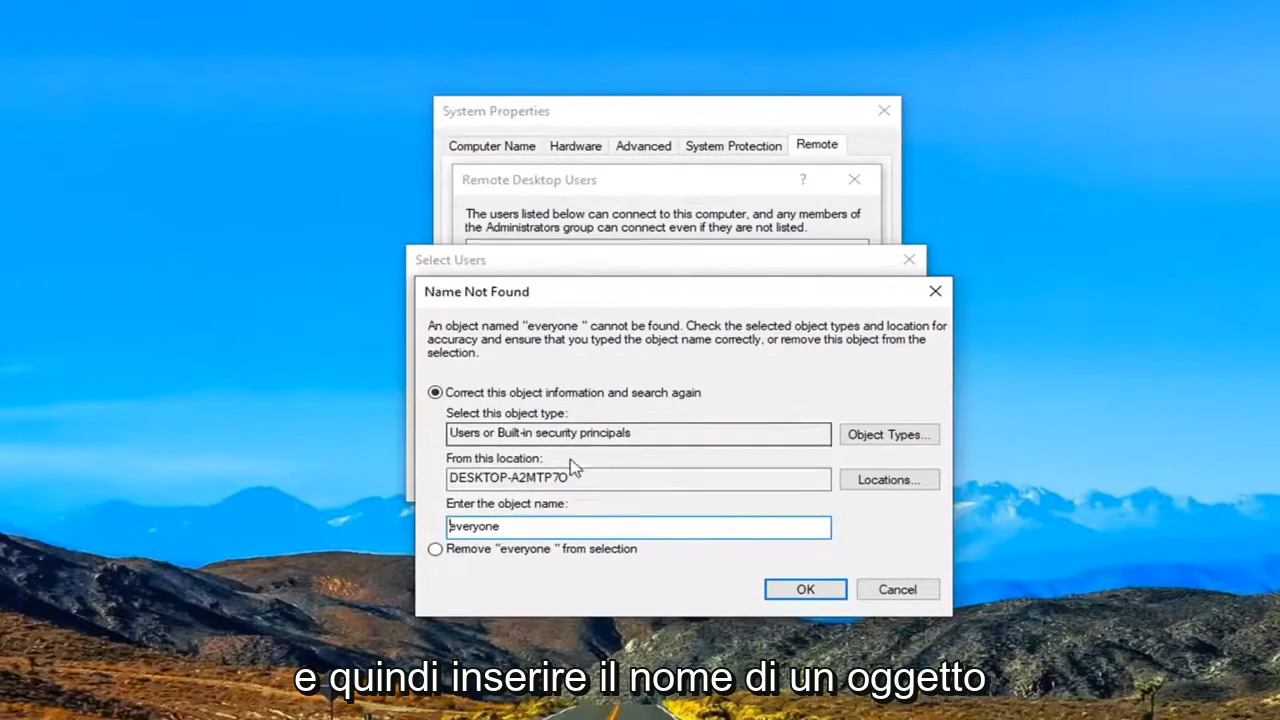 System Properties
Computer Name Hardware Advanced System Protection Remote
Remote Desktop Users ?
The users listed below can connect to this computer, and any members of
the Administrators group can connect even if they are not listed.
Select Users
Name Not Found
An object named "everyone " cannot be found. Check the selected object types and location for
accuracy and ensure that you typed the object name correctly, or remove this object from the
selection.
Correct this object information and search again
Select this object type:
Users or Built-in security principals Object Types...
From this location:
DESKTOP-A2MTP7O Locations...
Enter the object name:
everyone
Remove "everyone " from selection
OK Cancel
e quindi inserire il nome di un oggetto